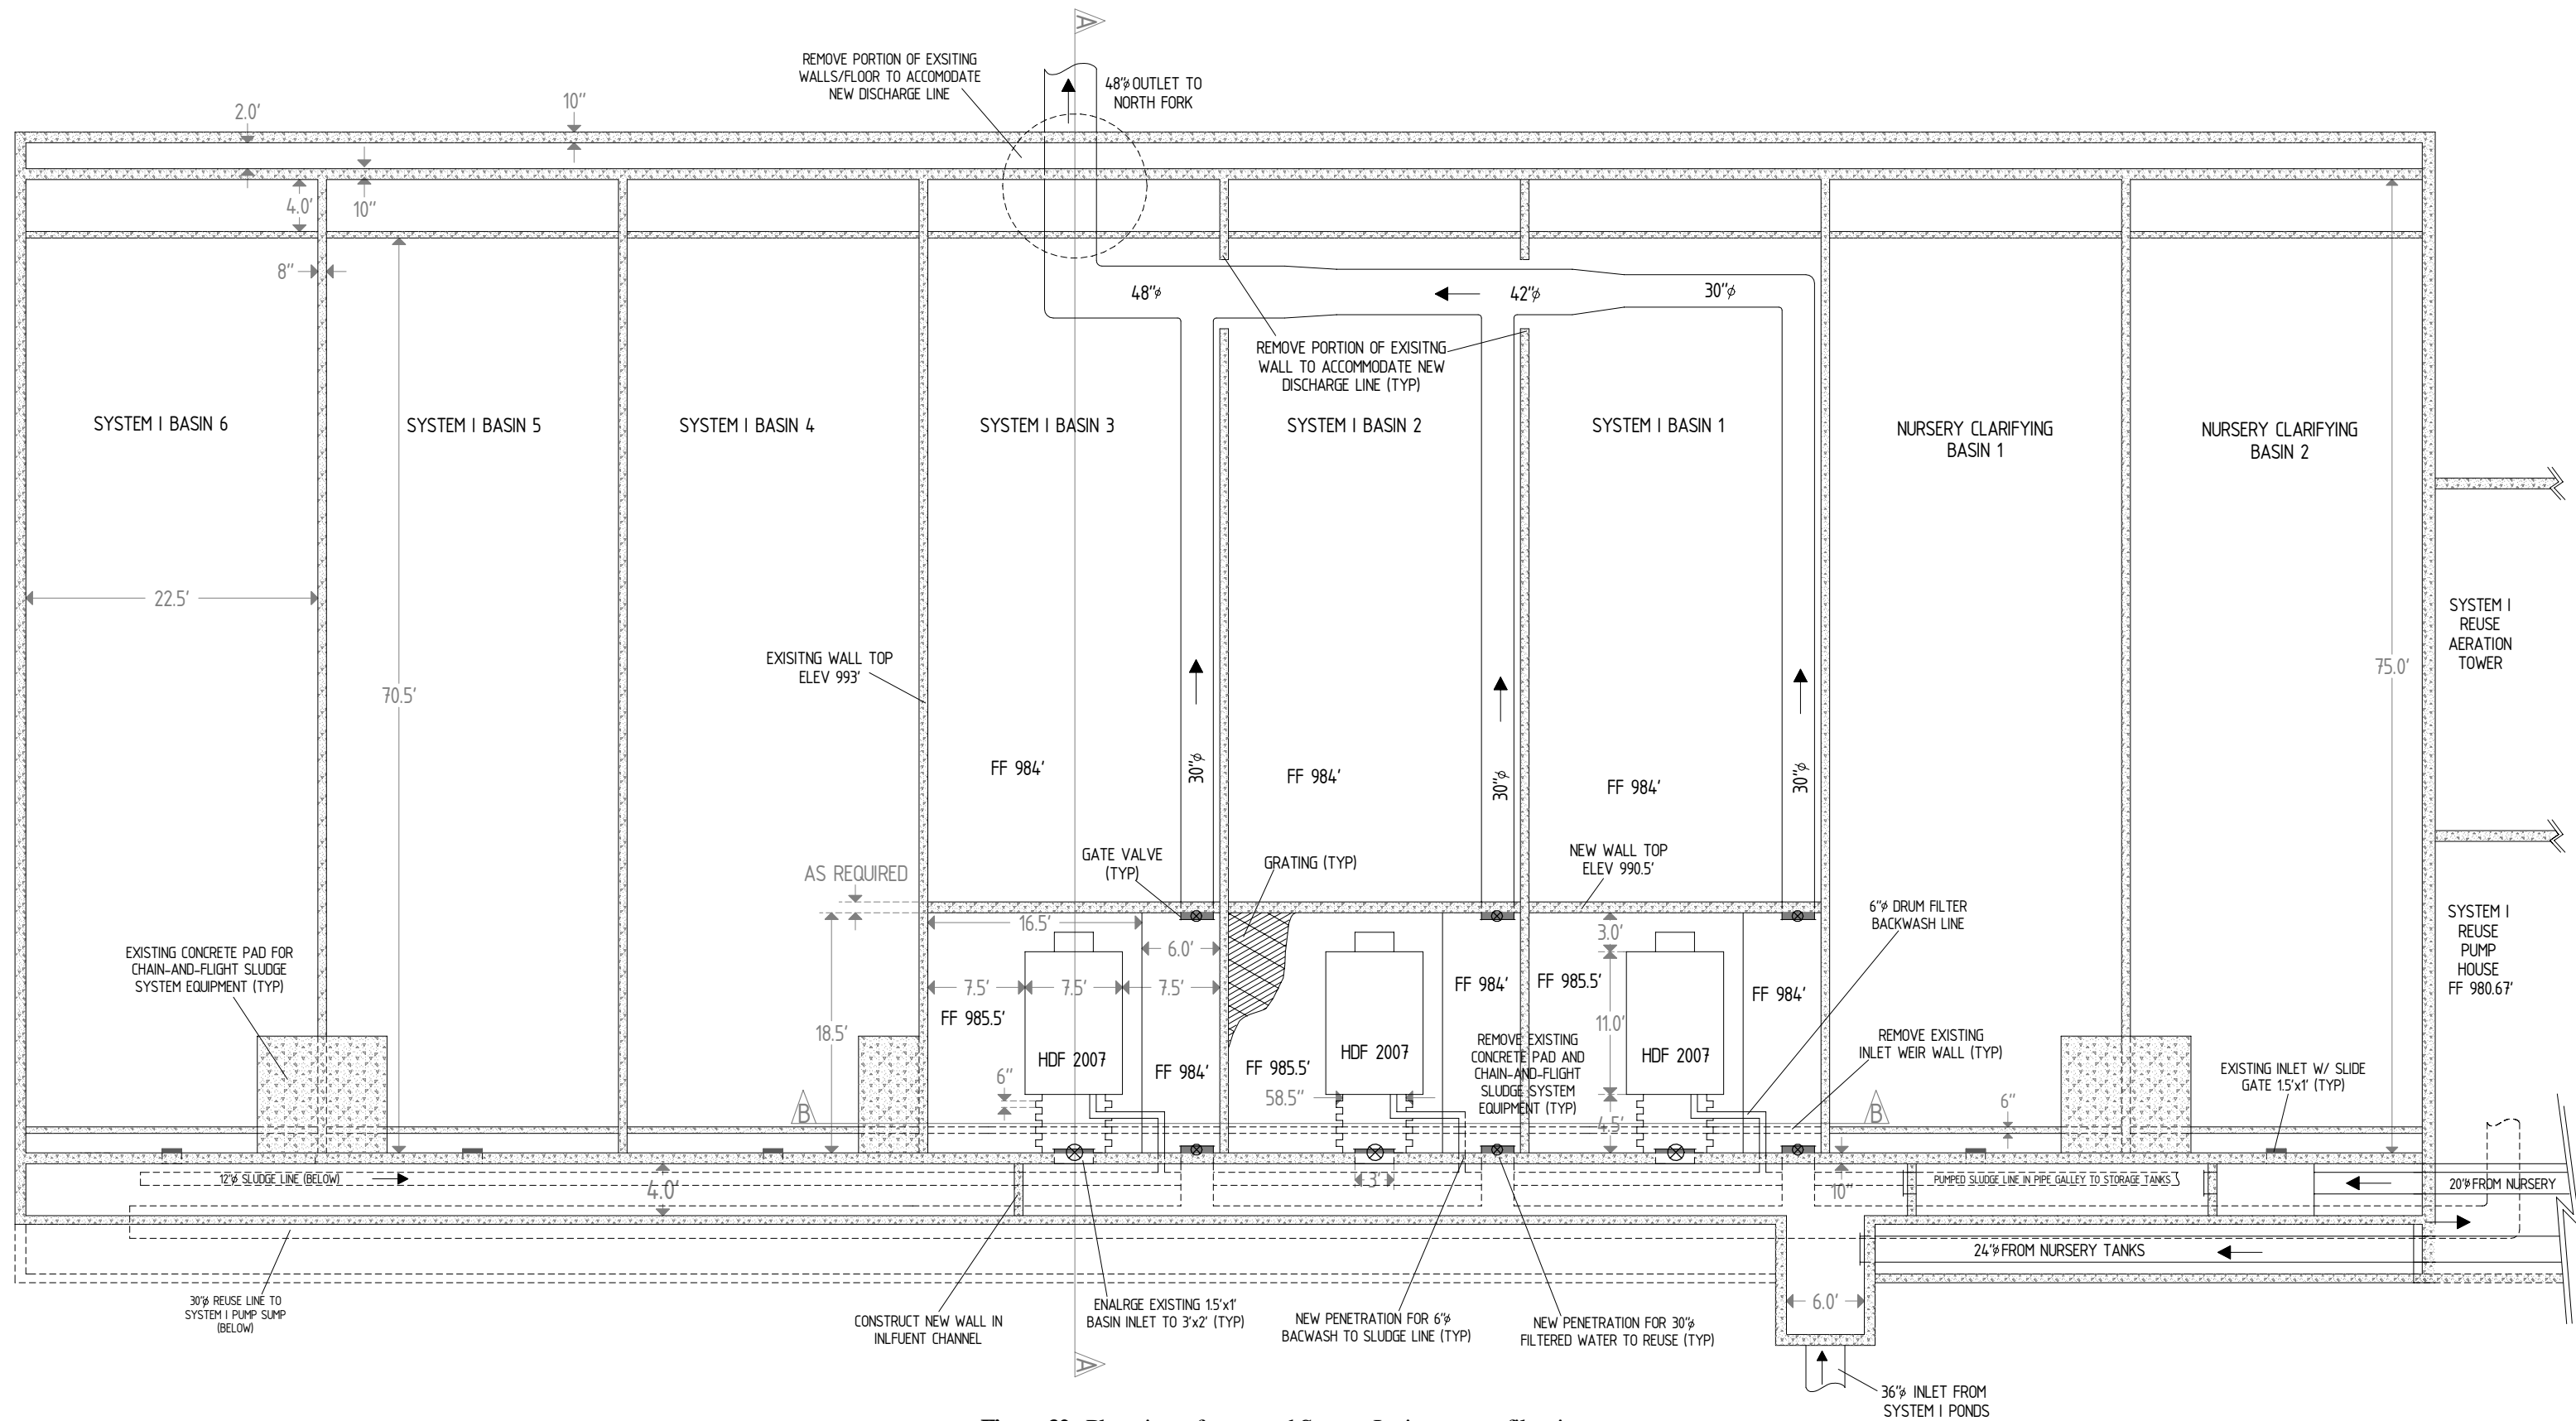 A
REMOVE PORTION OF EXSITING
WALLS/FLOOR TO ACCOMODATE
NEW DISCHARGE LINE
48"⌀ OUTLET TO
NORTH FORK
2.0'
10"
4.0'
10"
8"
48"⌀
42"⌀
30"⌀
REMOVE PORTION OF EXISITNG
WALL TO ACCOMMODATE NEW
DISCHARGE LINE (TYP)
SYSTEM I BASIN 6
SYSTEM I BASIN 5
SYSTEM I BASIN 4
SYSTEM I BASIN 3
SYSTEM I BASIN 2
SYSTEM I BASIN 1
NURSERY CLARIFYING
BASIN 1
NURSERY CLARIFYING
BASIN 2
22.5'
70.5'
75.0'
SYSTEM I
REUSE
AERATION
TOWER
EXISITNG WALL TOP
ELEV 993'
FF 984'
FF 984'
FF 984'
30"⌀
30"⌀
30"⌀
AS REQUIRED
GATE VALVE
(TYP)
GRATING (TYP)
NEW WALL TOP
ELEV 990.5'
6"⌀ DRUM FILTER
BACKWASH LINE
SYSTEM I
REUSE
PUMP
HOUSE
FF 980.67'
EXISTING CONCRETE PAD FOR
CHAIN-AND-FLIGHT SLUDGE
SYSTEM EQUIPMENT (TYP)
16.5'
6.0'
3.0'
7.5'
7.5'
7.5'
18.5'
11.0'
FF 985.5'
FF 984'
FF 985.5'
FF 984'
FF 985.5'
FF 984'
HDF 2007
HDF 2007
HDF 2007
REMOVE EXISTING
CONCRETE PAD AND
CHAIN-AND-FLIGHT
SLUDGE SYSTEM
EQUIPMENT (TYP)
REMOVE EXISTING
INLET WEIR WALL (TYP)
EXISTING INLET W/ SLIDE
GATE 1.5'x1' (TYP)
6"
58.5"
4.5'
6"
B
B
12"⌀ SLUDGE LINE (BELOW)
4.0'
3'
10"
PUMPED SLUDGE LINE IN PIPE GALLEY TO STORAGE TANKS
20"⌀ FROM NURSERY
24"⌀ FROM NURSERY TANKS
30"⌀ REUSE LINE TO
SYSTEM I PUMP SUMP
(BELOW)
CONSTRUCT NEW WALL IN
INLFUENT CHANNEL
ENALRGE EXISTING 1.5'x1'
BASIN INLET TO 3'x2' (TYP)
NEW PENETRATION FOR 6"⌀
BACWASH TO SLUDGE LINE (TYP)
NEW PENETRATION FOR 30"⌀
FILTERED WATER TO REUSE (TYP)
6.0'
A
36"⌀ INLET FROM
SYSTEM I PONDS